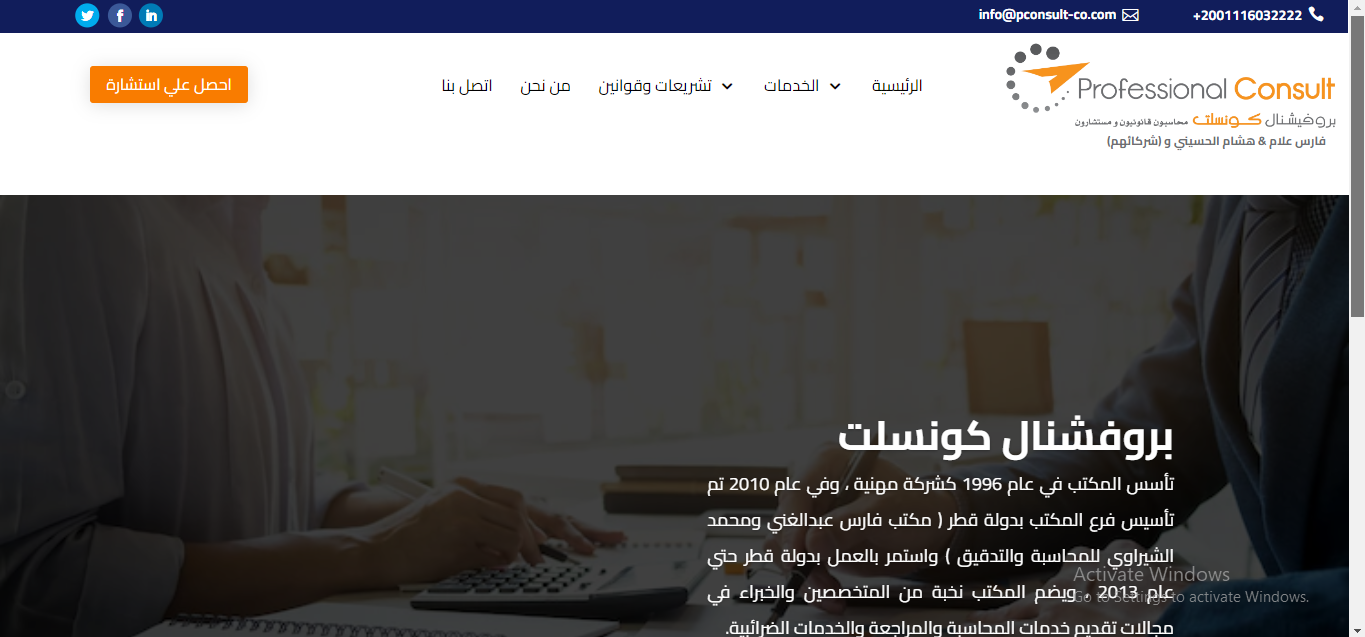 +2001116032222
info@pconsult-co.com
Professional Consult
بروفيشنال كونسلت محاسبون قانونيون و مستشارون
فارس علام & هشام الحسيني و (شركائهم)
الرئيسية
الخدمات
تشريعات وقوانين
من نحن
اتصل بنا
احصل علي استشارة
بروفشنال كونسلت
تأسس المكتب في عام 1996 كشركة مهنية ، وفي عام 2010 تم
تأسيس فرع المكتب بدولة قطر ( مكتب فارس عبدالغني ومحمد
الشيراوي للمحاسبة والتدقيق ) واستمر بالعمل بدولة قطر حتي
عام 2013 , ويضم المكتب نخبة من المتخصصين والخبراء في
مجالات تقديم خدمات المحاسبة والمراجعة والخدمات الضرائبية.
Activate Windows
Go to Settings to activate Windows.